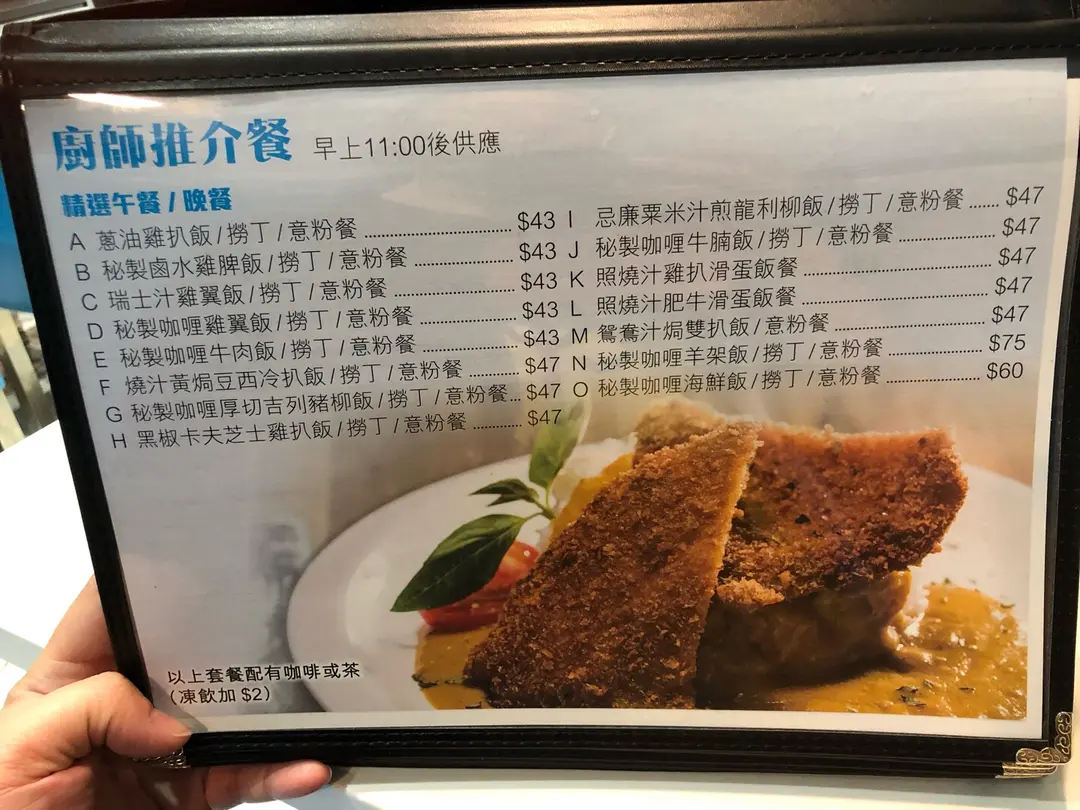 廚師推介餐 早上11:00後供應
精選午餐 / 晚餐
A 蔥油雞扒飯/撈丁/意粉餐 $43
B 秘製鹵水雞脾飯/撈丁/意粉餐 $43
C 瑞士汁雞翼飯/撈丁/意粉餐 $43
D 秘製咖喱雞翼飯/撈丁/意粉餐 $43
E 秘製咖喱牛肉飯/撈丁/意粉餐 $43
F 燒汁黃焗豆西冷扒飯/撈丁/意粉餐 $47
G 秘製咖喱厚切吉列豬柳飯/撈丁/意粉餐 $47
H 黑椒卡夫芝士雞扒飯/撈丁/意粉餐 $47
I 忌廉粟米汁煎龍利柳飯/撈丁/意粉餐 $47
J 秘製咖喱牛腩飯/撈丁/意粉餐 $47
K 照燒汁雞扒滑蛋飯餐 $47
L 照燒汁肥牛滑蛋飯餐 $47
M 鴛鴦汁焗雙扒飯/意粉餐 $47
N 秘製咖喱羊架飯/撈丁/意粉餐 $75
O 秘製咖喱海鮮飯/撈丁/意粉餐 $60
以上套餐配有咖啡或茶
(凍飲加 $2)